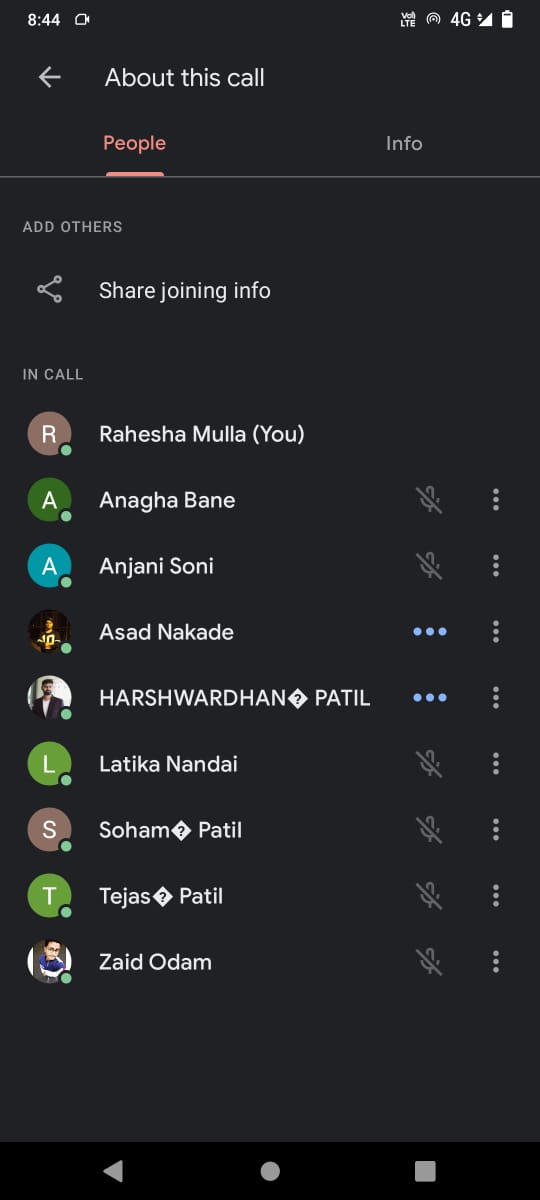 8:44 Vo) LTE 4G
About this call
People Info
ADD OTHERS
Share joining info
IN CALL
R Rahesha Mulla (You)
A Anagha Bane
A Anjani Soni
Asad Nakade
HARSHWARDHAN� PATIL
L Latika Nandai
S Soham� Patil
T Tejas� Patil
Zaid Odam